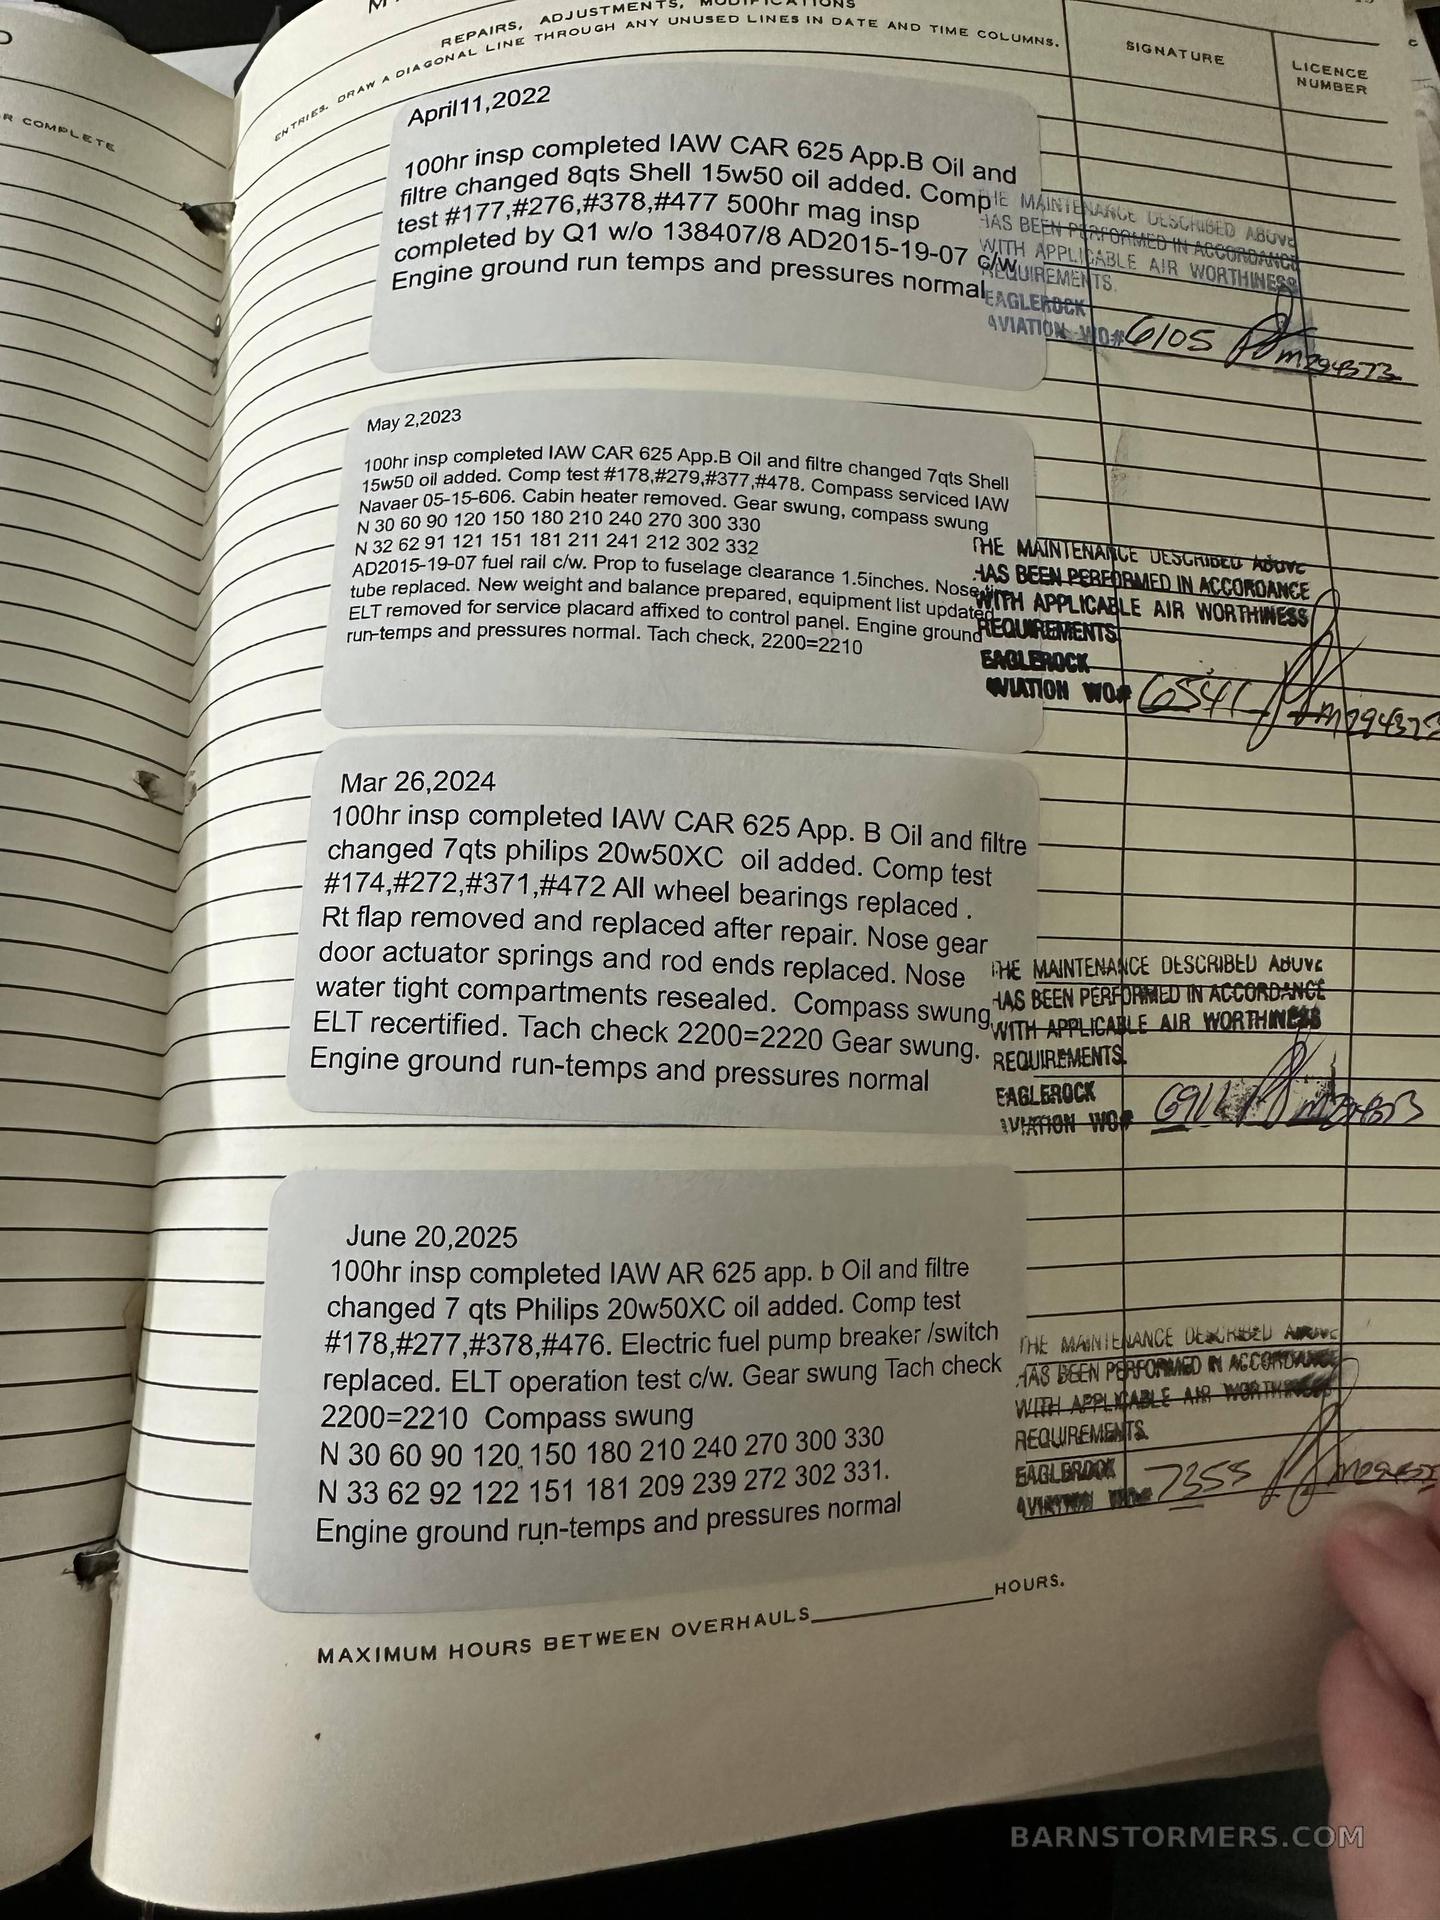 REPAIRS, ADJUSTMENTS, MODIFICATIONS
ENTRIES. DRAW A DIAGONAL LINE THROUGH ANY UNUSED LINES IN DATE AND TIME COLUMNS.
SIGNATURE
LICENCE
NUMBER
COMPLETE
April11,2022
100hr insp completed IAW CAR 625 App.B Oil and
filtre changed 8qts Shell 15w50 oil added. Comp
test #177,#276,#378,#477 500hr mag insp
completed by Q1 w/o 138407/8 AD2015-19-07 c/w
Engine ground run temps and pressures normal
THE MAINTENANCE DESCRIBED ABOVE
HAS BEEN PERFORMED IN ACCORDANCE
WITH APPLICABLE AIR WORTHINESS
REQUIREMENTS.
EAGLEROCK
AVIATION WO# 6105 M294373
May 2,2023
100hr insp completed IAW CAR 625 App.B Oil and filtre changed 7qts Shell
15w50 oil added. Comp test #178,#279,#377,#478. Compass serviced IAW
Navaer 05-15-606. Cabin heater removed. Gear swung, compass swung
N 30 60 90 120 150 180 210 240 270 300 330
N 32 62 91 121 151 181 211 241 212 302 332
AD2015-19-07 fuel rail c/w. Prop to fuselage clearance 1.5inches. Nose
tube replaced. New weight and balance prepared, equipment list updated
ELT removed for service placard affixed to control panel. Engine ground
run-temps and pressures normal. Tach check, 2200=2210
THE MAINTENANCE DESCRIBED ABOVE
HAS BEEN PERFORMED IN ACCORDANCE
WITH APPLICABLE AIR WORTHINESS
REQUIREMENTS
EAGLEROCK
AVIATION WO# 6541
Mar 26,2024
100hr insp completed IAW CAR 625 App. B Oil and filtre
changed 7qts philips 20w50XC oil added. Comp test
#174,#272,#371,#472 All wheel bearings replaced .
Rt flap removed and replaced after repair. Nose gear
door actuator springs and rod ends replaced. Nose
water tight compartments resealed. Compass swung
ELT recertified. Tach check 2200=2220 Gear swung.
Engine ground run-temps and pressures normal
THE MAINTENANCE DESCRIBED ABOVE
HAS BEEN PERFORMED IN ACCORDANCE
WITH APPLICABLE AIR WORTHINESS
REQUIREMENTS.
EAGLEROCK
AVIATION WO#
June 20,2025
100hr insp completed IAW AR 625 app. b Oil and filtre
changed 7 qts Philips 20w50XC oil added. Comp test
#178,#277,#378,#476. Electric fuel pump breaker /switch
replaced. ELT operation test c/w. Gear swung Tach check
2200=2210 Compass swung
N 30 60 90 120 150 180 210 240 270 300 330
N 33 62 92 122 151 181 209 239 272 302 331.
Engine ground run-temps and pressures normal
THE MAINTENANCE DESCRIBED ABOVE
HAS BEEN PERFORMED IN ACCORDANCE
WITH APPLICABLE AIR WORTHINESS
REQUIREMENTS.
EAGLEROCK
AVIATION WO# 7355
MAXIMUM HOURS BETWEEN OVERHAULS HOURS.
BARNSTORMERS.COM